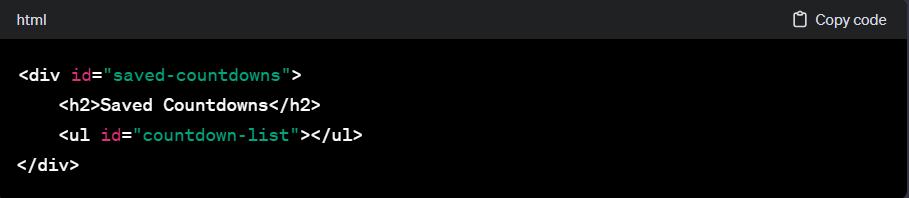 html
Copy code
<div id="saved-countdowns">
    <h2>Saved Countdowns</h2>
    <ul id="countdown-list"></ul>
</div>